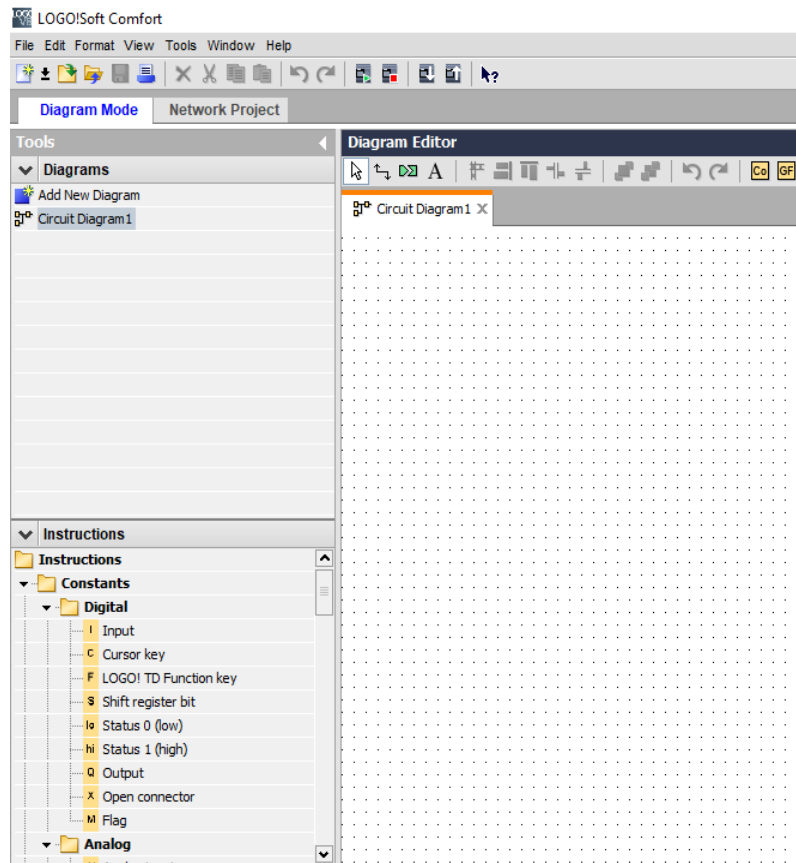 LOGO!Soft Comfort
File Edit Format View Tools Window Help
Diagram Mode Network Project
Tools
Diagram Editor
Diagrams
A Co GF
Add New Diagram
Circuit Diagram1
Circuit Diagram1
Instructions
Instructions
Constants
Digital
I Input
C Cursor key
F LOGO! TD Function key
S Shift register bit
lo Status 0 (low)
hi Status 1 (high)
Q Output
X Open connector
M Flag
Analog